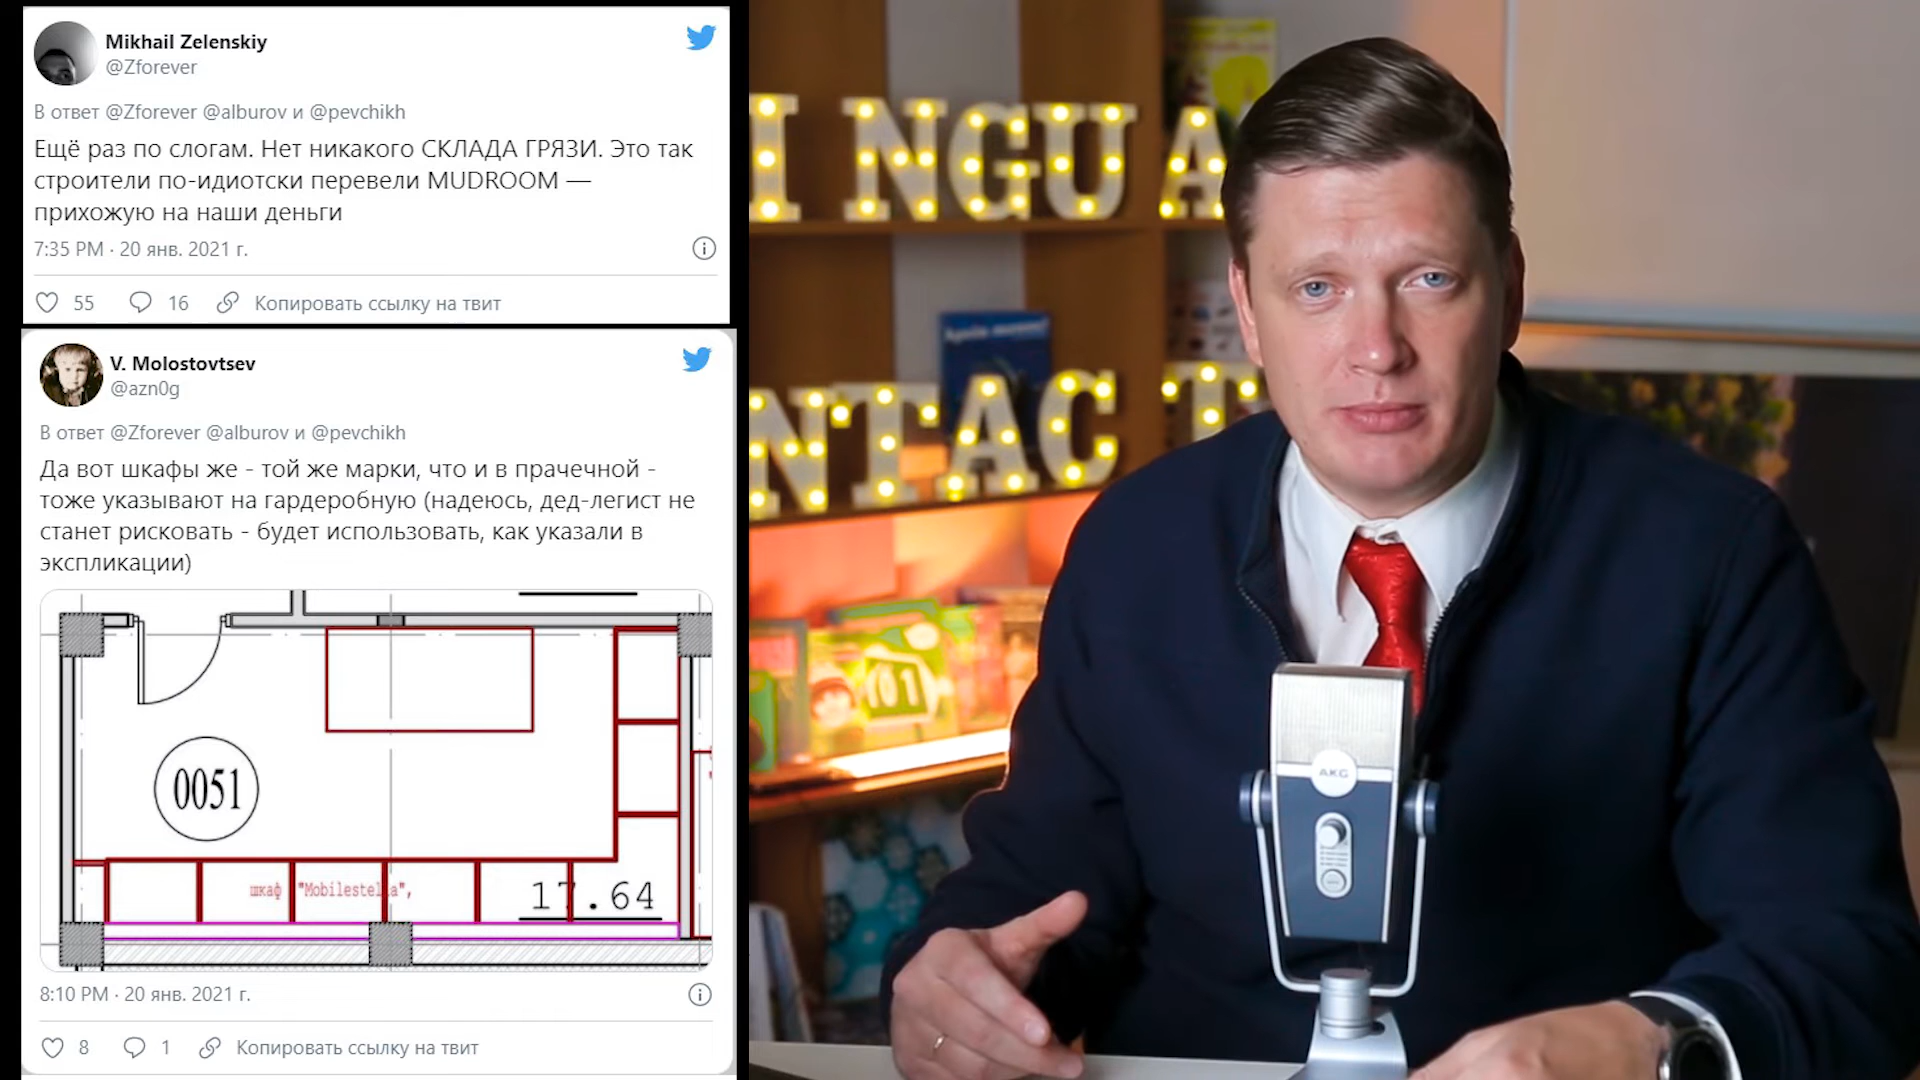 Mikhail Zelenskiy
@Zforever
В ответ @Zforever @alburov и @pevchikh
Ещё раз по слогам. Нет никакого СКЛАДА ГРЯЗИ. Это так
строители по-идиотски перевели MUDROOM —
прихожую на наши деньги
7:35 PM · 20 янв. 2021 г.
55 16 Копировать ссылку на твит
V. Molostovtsev
@azn0g
В ответ @Zforever @alburov и @pevchikh
Да вот шкафы же - той же марки, что и в прачечной -
тоже указывают на гардеробную (надеюсь, дед-легист не
станет рисковать - будет использовать, как указали в
экспликации)
0051
шкаф "Mobilestella",
17.64
8:10 PM · 20 янв. 2021 г.
8 1 Копировать ссылку на твит
INGUA
NTACT
101
AKG